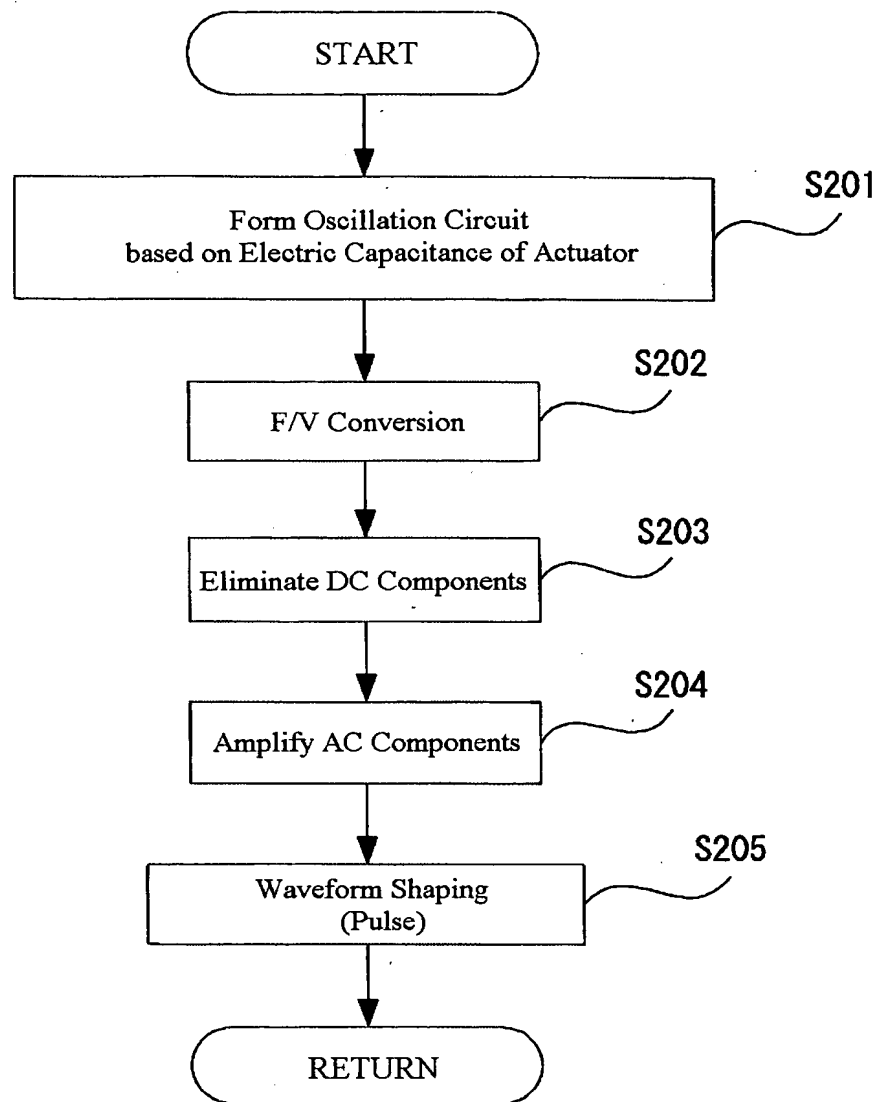 START
S201
Form Oscillation Circuit
based on Electric Capacitance of Actuator
S202
F/V Conversion
S203
Eliminate DC Components
S204
Amplify AC Components
S205
Waveform Shaping
(Pulse)
RETURN